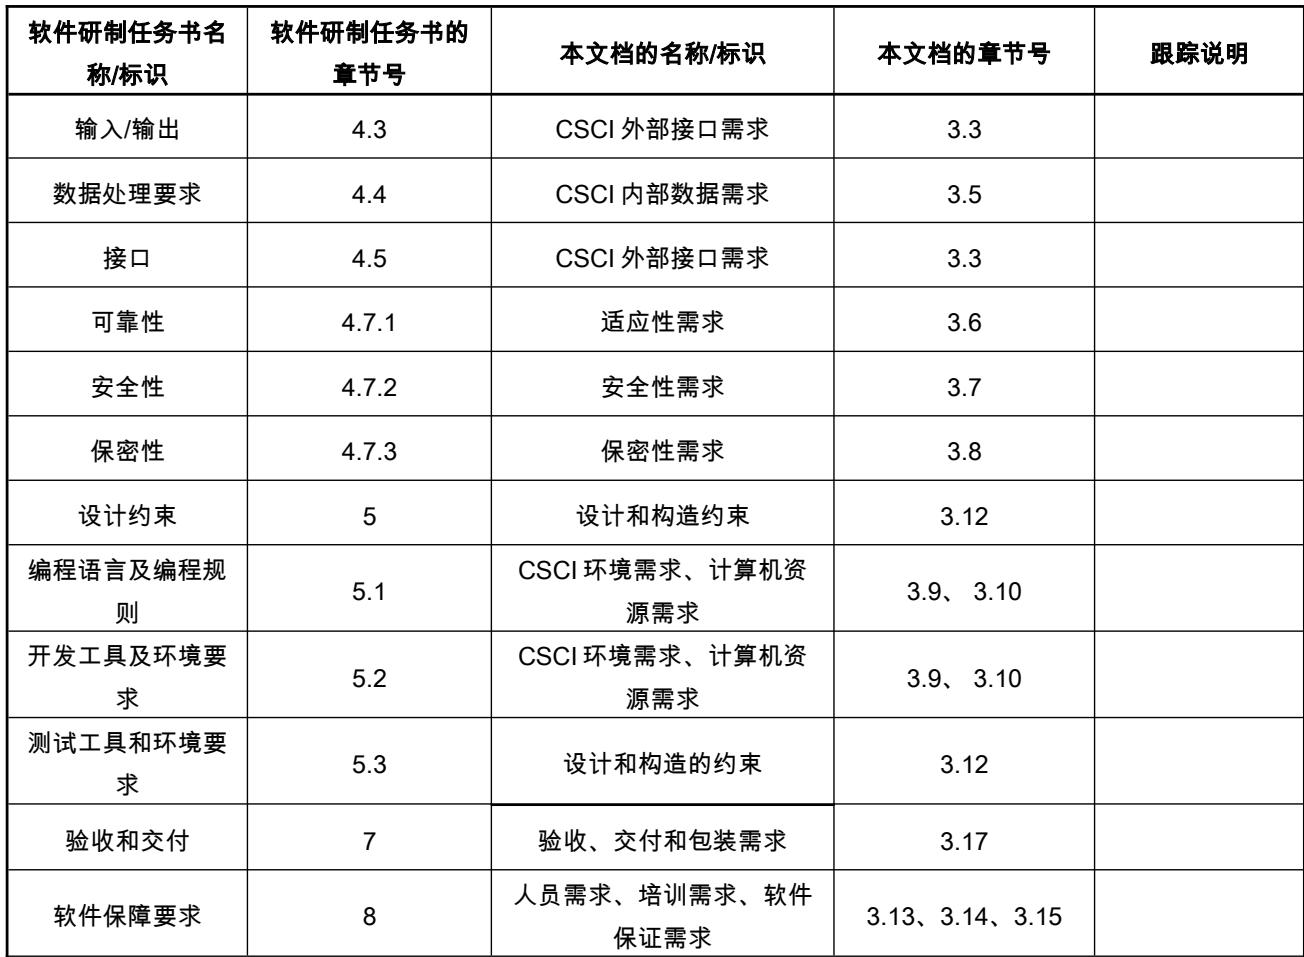 软件研制任务书名
称/标识
软件研制任务书的
章节号
本文档的名称/标识
本文档的章节号
跟踪说明
输入/输出
4.3
CSCI 外部接口需求
3.3
数据处理要求
4.4
CSCI 内部数据需求
3.5
接口
4.5
CSCI 外部接口需求
3.3
可靠性
4.7.1
适应性需求
3.6
安全性
4.7.2
安全性需求
3.7
保密性
4.7.3
保密性需求
3.8
设计约束
5
设计和构造约束
3.12
编程语言及编程规
则
5.1
CSCI 环境需求、计算机资
源需求
3.9、 3.10
开发工具及环境要
求
5.2
CSCI 环境需求、计算机资
源需求
3.9、 3.10
测试工具和环境要
求
5.3
设计和构造的约束
3.12
验收和交付
7
验收、交付和包装需求
3.17
软件保障要求
8
人员需求、培训需求、软件
保证需求
3.13、3.14、3.15